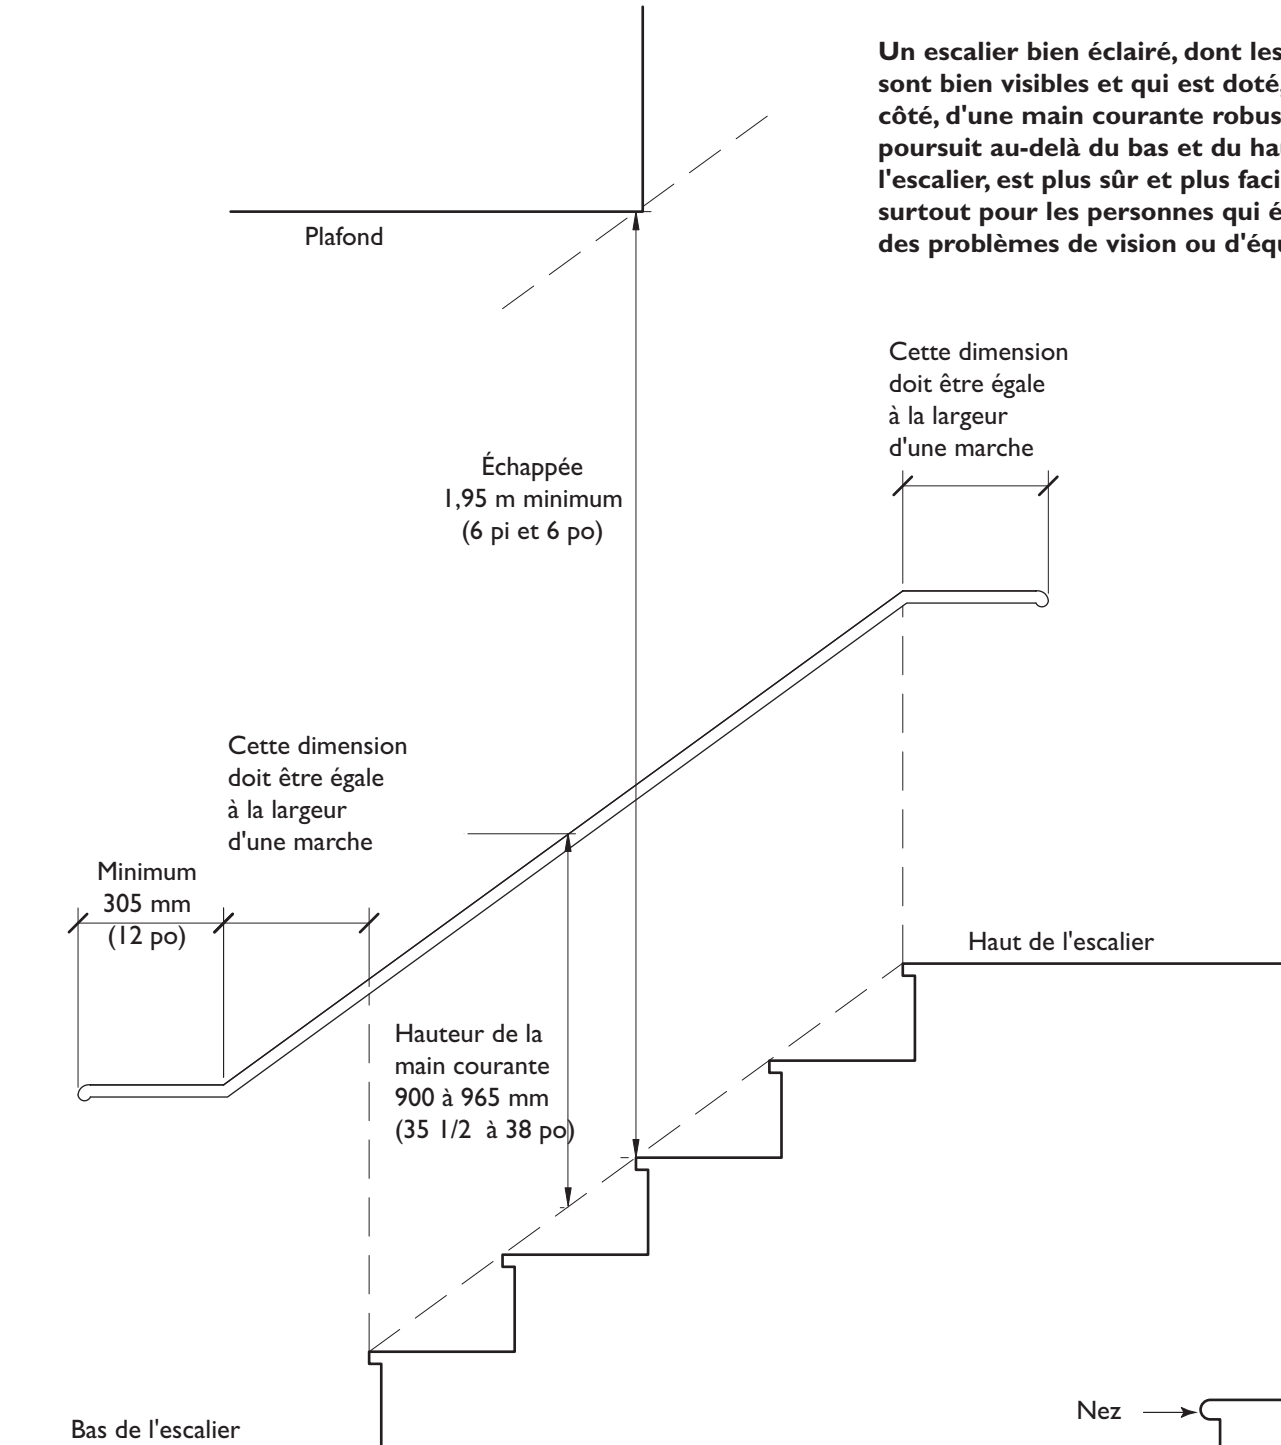 Un escalier bien éclairé, dont les
sont bien visibles et qui est doté,
côté, d'une main courante
poursuit au-delà du bas et du
l'escalier, est plus sûr et plus
surtout pour les personnes qui
des problèmes de vision ou
Plafond
Cette dimension
doit être égale
à la largeur
d'une marche
Échappée
1,95 m minimum
(6 pi et 6 po)
Cette dimension
doit être égale
à la largeur
d'une marche
Minimum
305 mm
(12 po)
Haut de l'escalier
Hauteur de la
main courante
900 à 965 mm
(35 1/2 à 38 po)
Nez
Bas de l'escalier